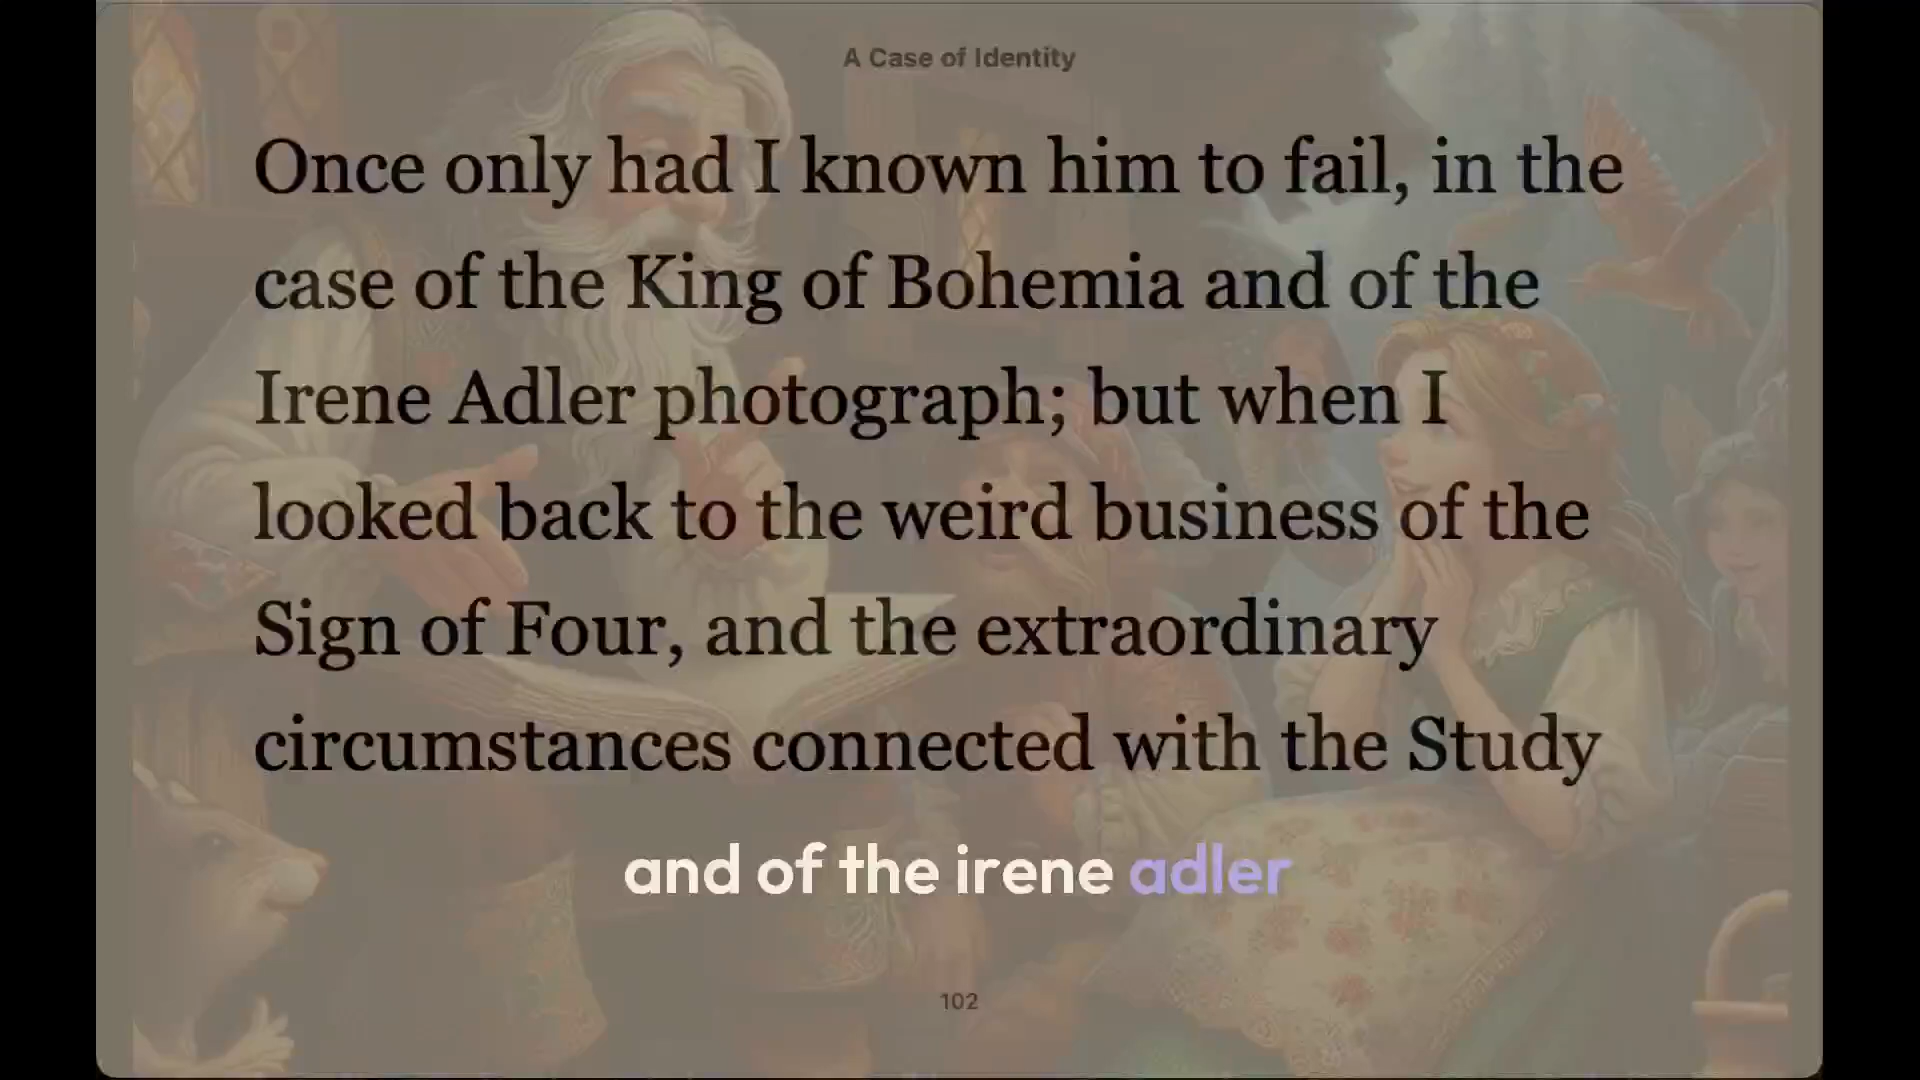 A Case of Identity
Once only had I known him to fail, in the
case of the King of Bohemia and of the
Irene Adler photograph; but when I
looked back to the weird business of the
Sign of Four, and the extraordinary
circumstances connected with the Study
and of the irene adler
102